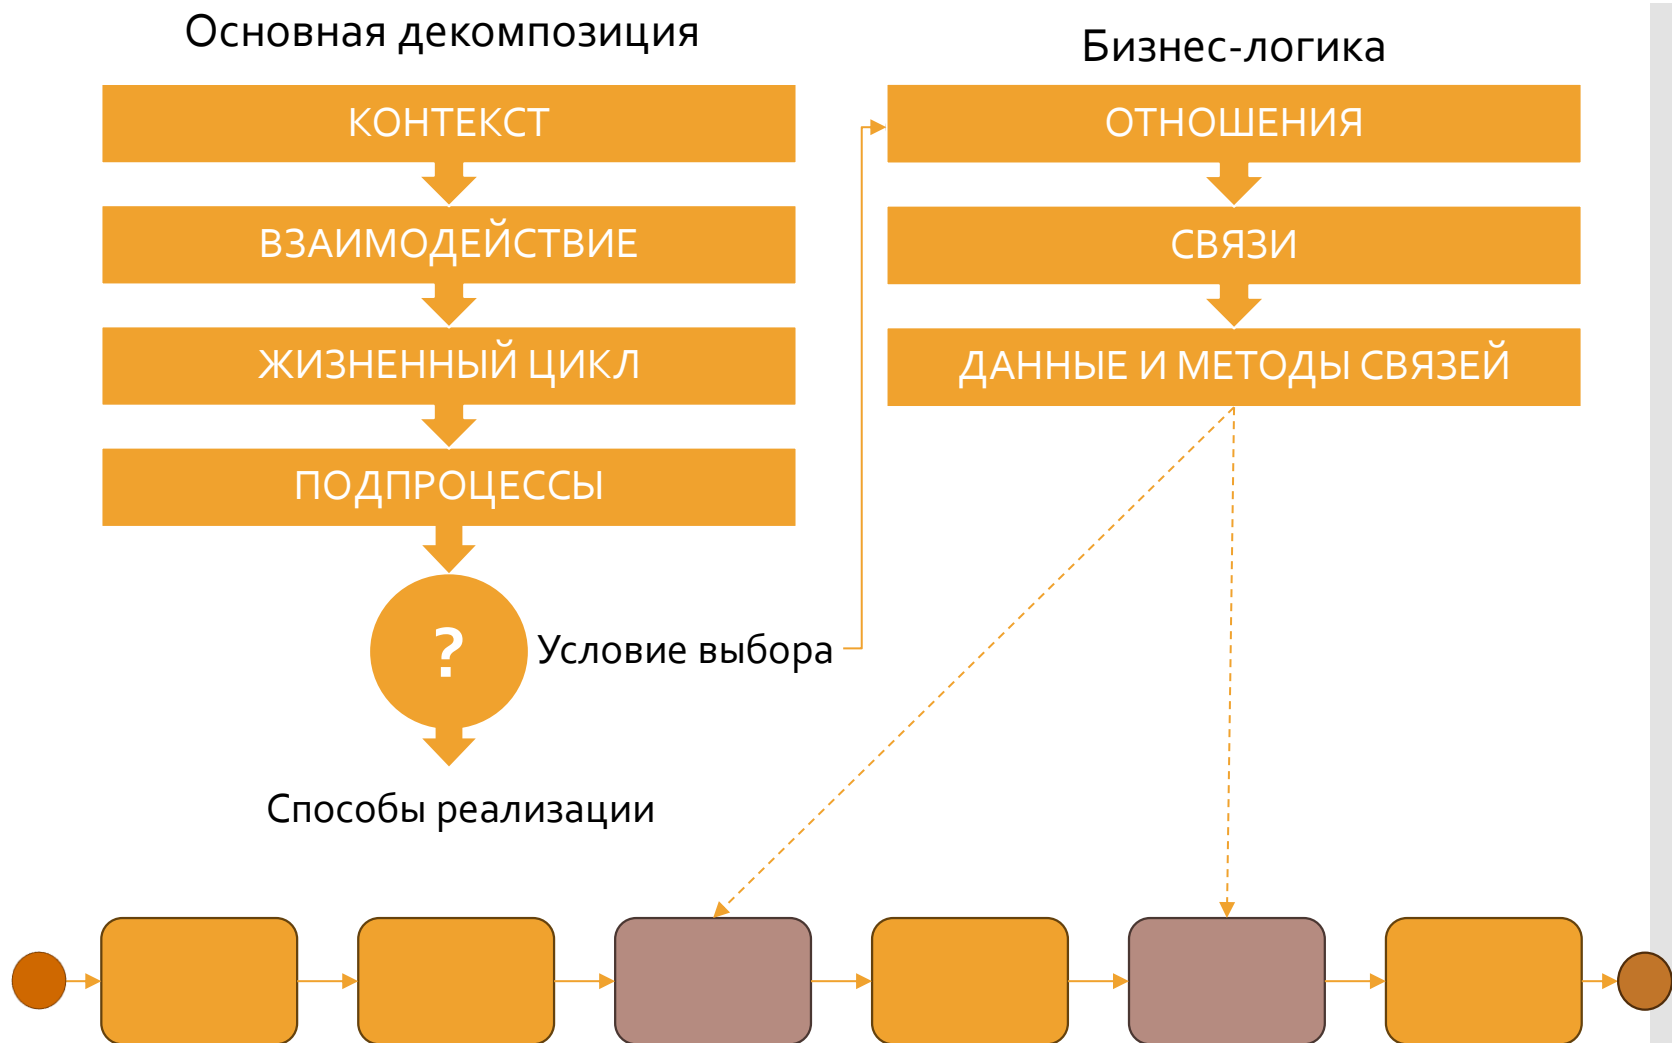 Основная декомпозиция
КОНТЕКСТ
ВЗАИМОДЕЙСТВИЕ
ЖИЗНЕННЫЙ ЦИКЛ
ПОДПРОЦЕССЫ
?
Условие выбора
Способы реализации
Бизнес-логика
ОТНОШЕНИЯ
СВЯЗИ
ДАННЫЕ И МЕТОДЫ СВЯЗЕЙ